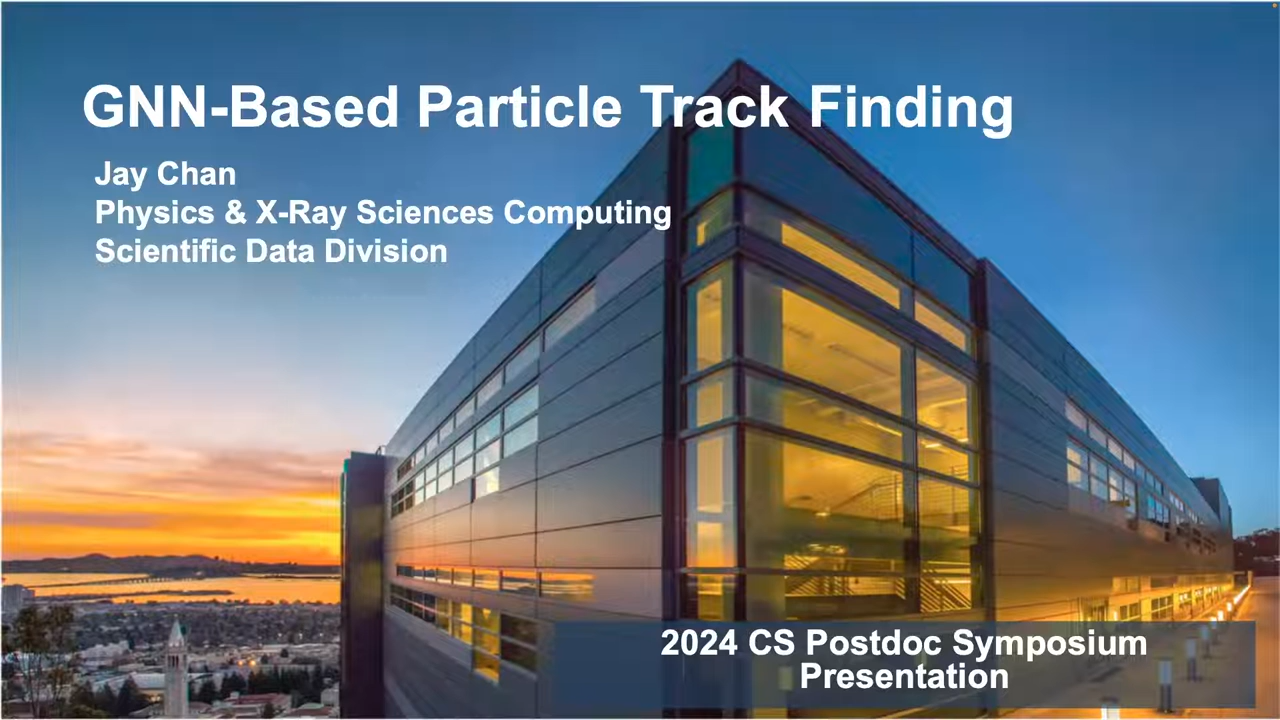 GNN-Based Particle Track Finding
Jay Chan
Physics & X-Ray Sciences Computing
Scientific Data Division
2024 CS Postdoc Symposium
Presentation